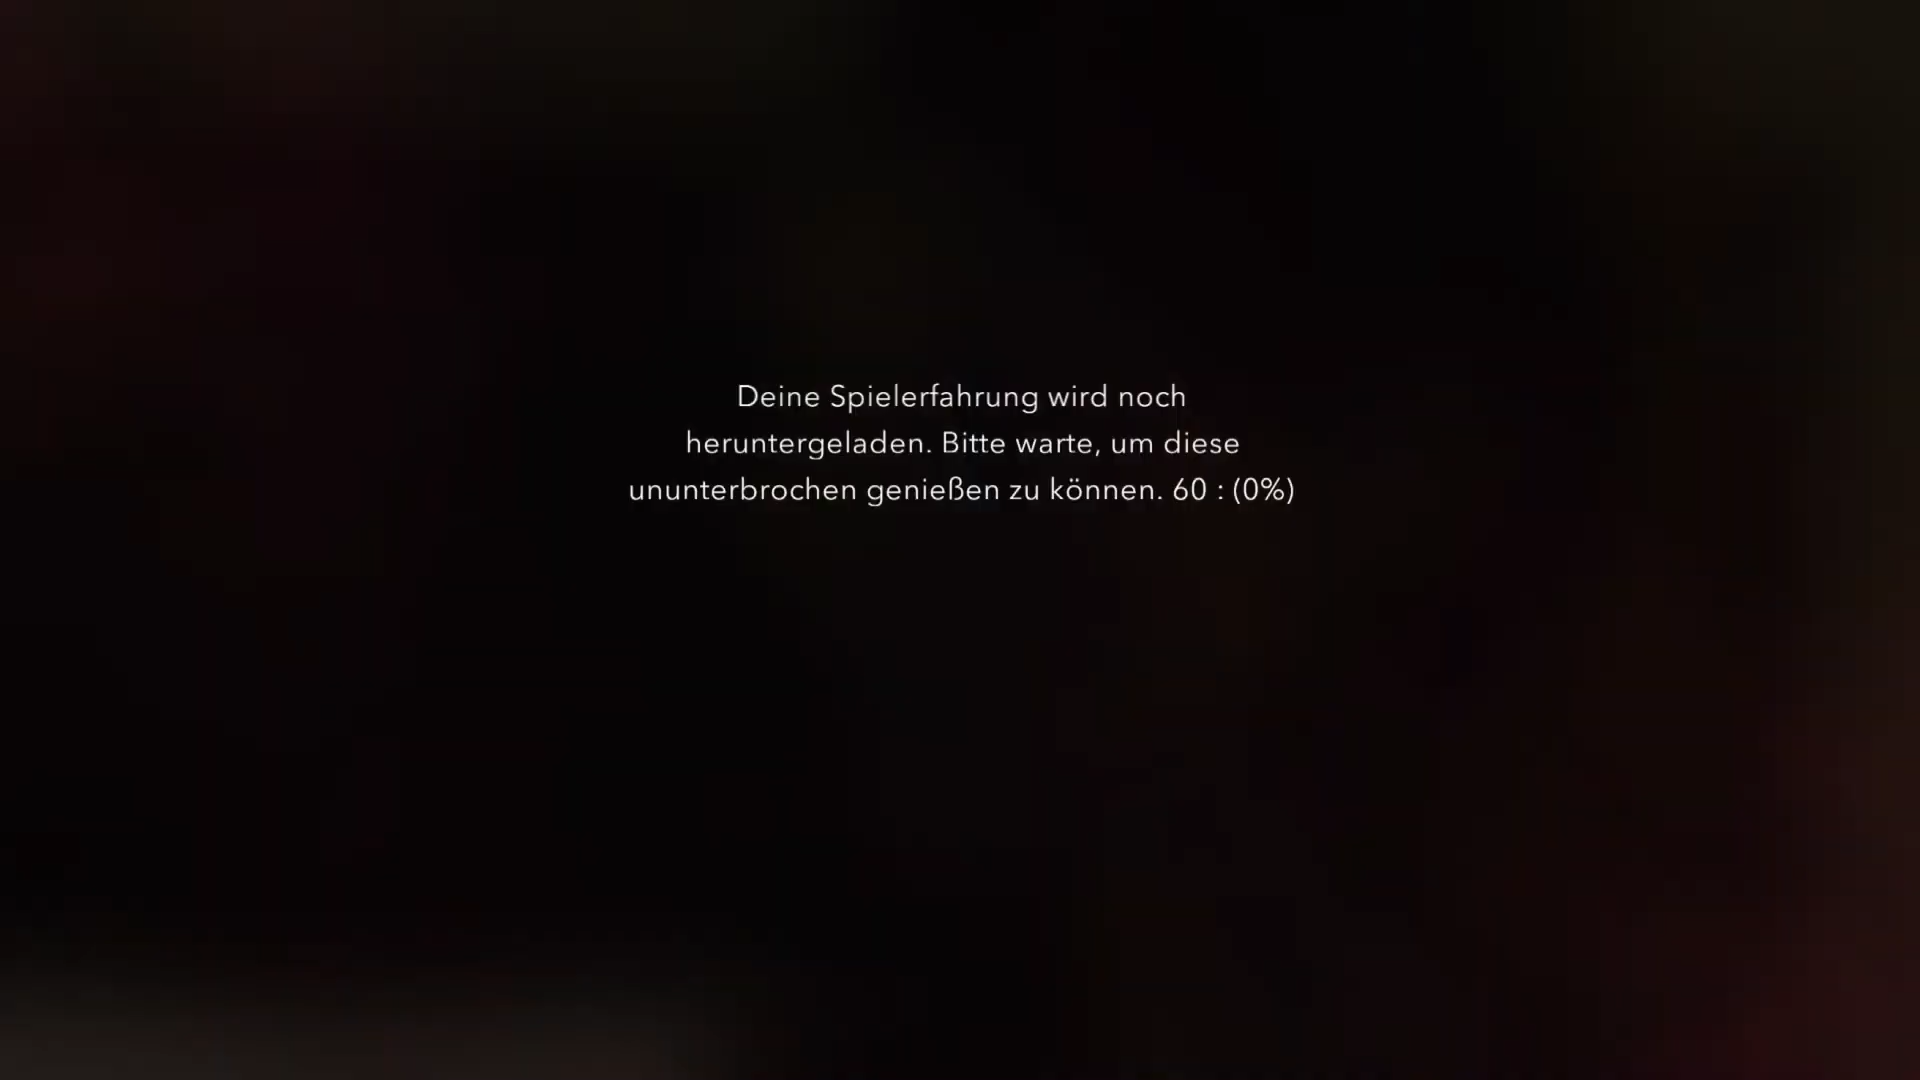 Deine Spielerfahrung wird noch
heruntergeladen. Bitte warte, um diese
ununterbrochen genießen zu können. 60 : (0%)